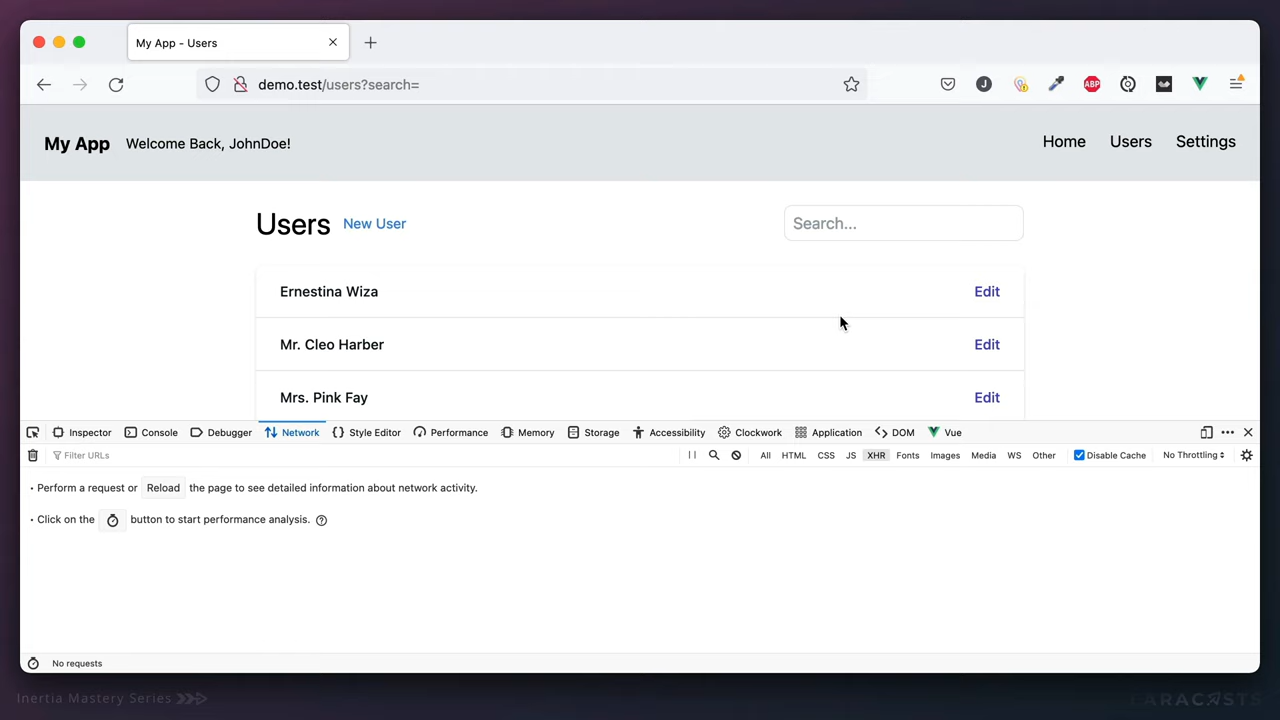 My App - Users
demo.test/users?search=
J
ABP
My App Welcome Back, JohnDoe! Home Users Settings
Users New User Search...
Ernestina Wiza Edit
Mr. Cleo Harber Edit
Mrs. Pink Fay Edit
Inspector Console Debugger Network Style Editor Performance Memory Storage Accessibility Clockwork Application DOM Vue
Filter URLs All HTML CSS JS XHR Fonts Images Media WS Other Disable Cache No Throttling
• Perform a request or Reload the page to see detailed information about network activity.
• Click on the button to start performance analysis. ?
No requests
Inertia Mastery Series LARACASTS